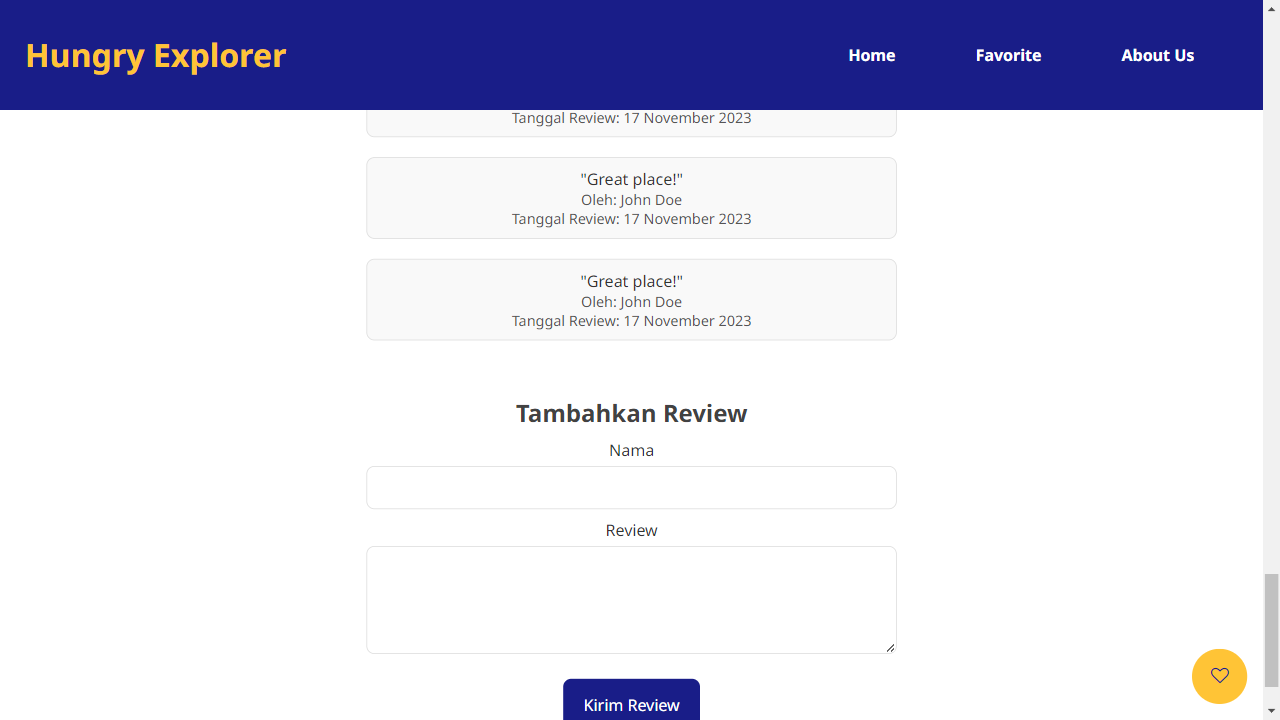 Hungry Explorer
Home Favorite About Us
Tanggal Review: 17 November 2023
"Great place!"
Oleh: John Doe
Tanggal Review: 17 November 2023
"Great place!"
Oleh: John Doe
Tanggal Review: 17 November 2023
Tambahkan Review
Nama
Review
Kirim Review